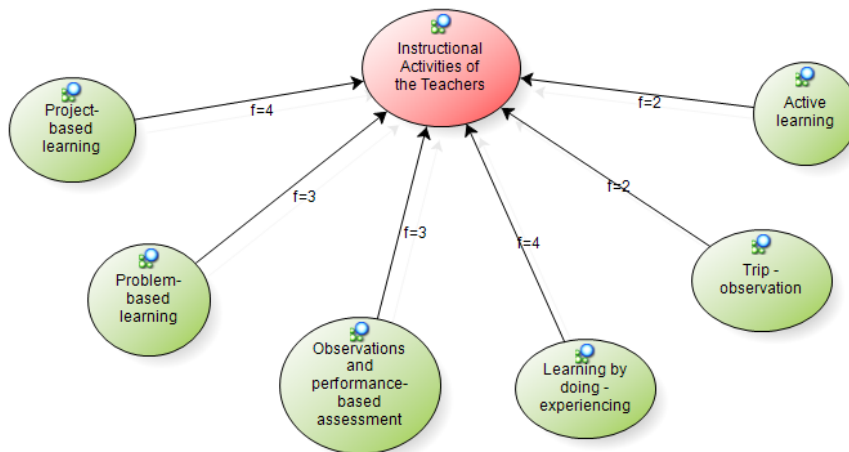 Instructional
Activities of
the Teachers
Project-
based
learning
f=4
Problem-
based
learning
f=3
Observations
and
performance-
based
assessment
f=3
Learning by
doing -
experiencing
f=4
Trip -
observation
f=2
Active
learning
f=2